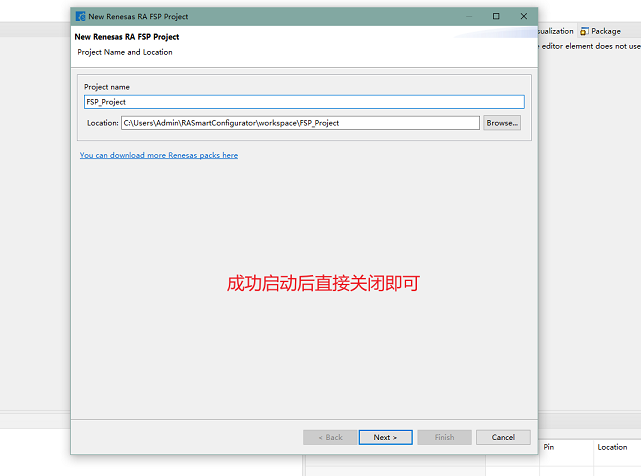 New Renesas RA FSP Project
New Renesas RA FSP Project
Project Name and Location
sualization
Package
editor element does not use
Project name
FSP_Project
Location:
C:\Users\Admin\RASmartConfigurator\workspace\FSP_Project
Browse...
You can download more Renesas packs here
成功启动后直接关闭即可
< Back
Next >
Finish
Cancel
Pin
Location